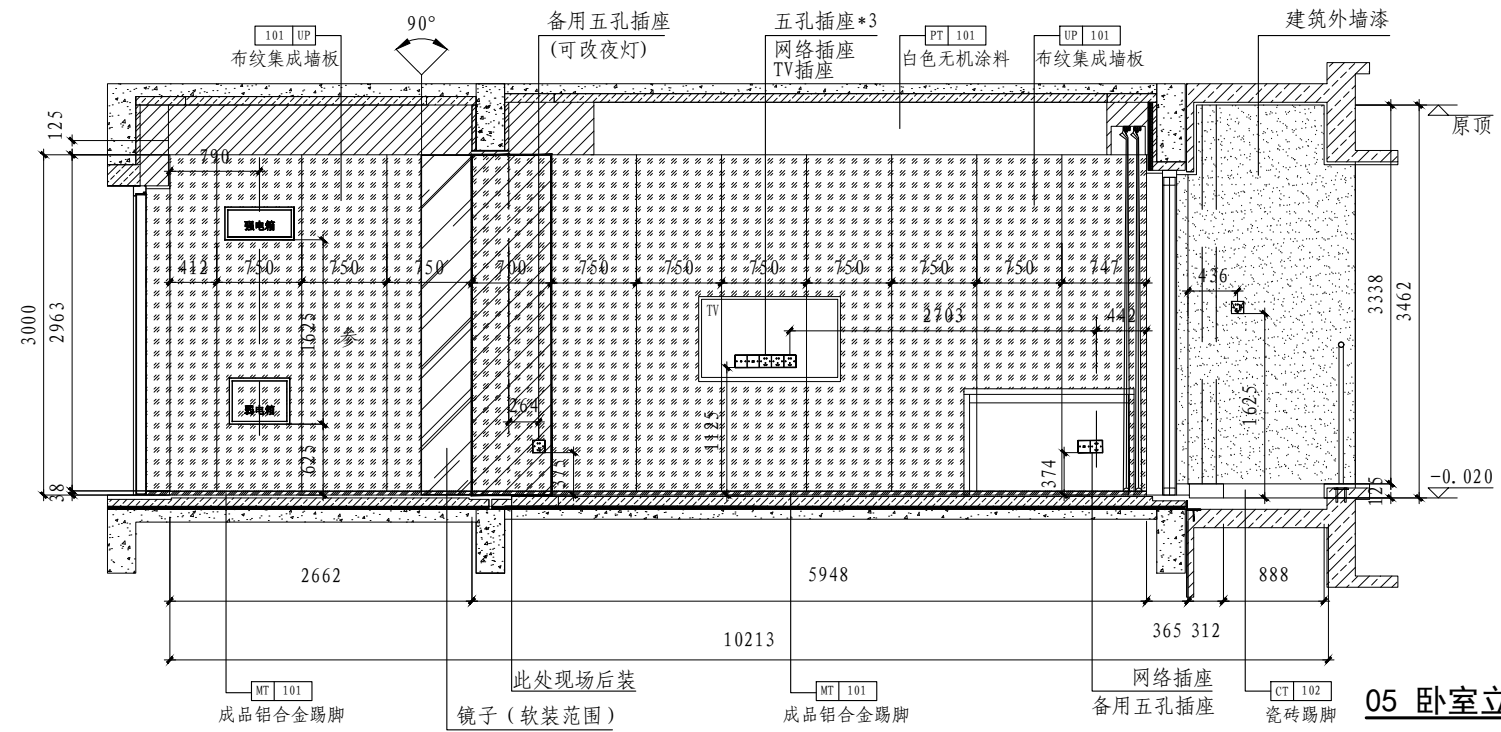 90°
备用五孔插座
(可改夜灯)
五孔插座*3
网络插座
TV插座
建筑外墙漆
101 UP
布纹集成墙板
PT 101
白色无机涂料
UP 101
布纹集成墙板
原顶
125
790
强电箱
412 750 750 750 700 750 750 750 750 750 750 747
436
3000
2963
3338
3462
1625
参
TV
2703
442
弱电箱
264
1125
1625
625
375
374
38
-0.020
125
2662
5948
888
365 312
10213
MT 101
成品铝合金踢脚
此处现场后装
镜子（软装范围）
MT 101
成品铝合金踢脚
网络插座
备用五孔插座
CT 102
瓷砖踢脚
05 卧室立